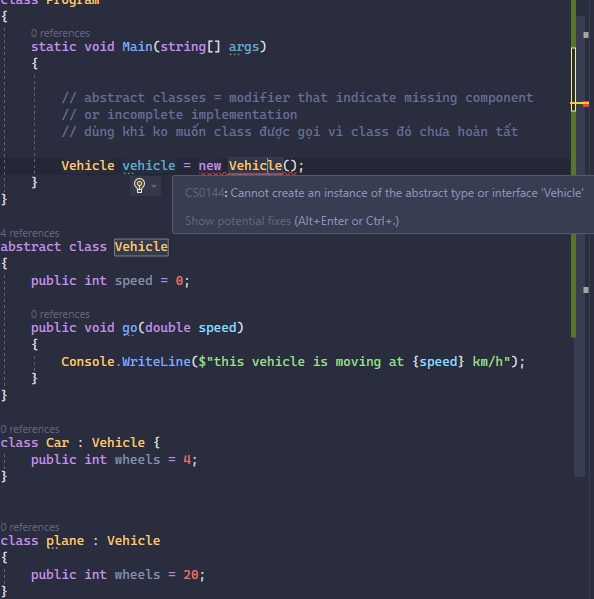 class Program
{
0 references
static void Main(string[] args)
{
// abstract classes = modifier that indicate missing component
// or incomplete implementation
// dùng khi ko muốn class được gọi vì class đó chưa hoàn tất
Vehicle vehicle = new Vehicle();
}
}
CS0144: Cannot create an instance of the abstract type or interface 'Vehicle'
Show potential fixes (Alt+Enter or Ctrl+.)
4 references
abstract class Vehicle
{
public int speed = 0;
0 references
public void go(double speed)
{
Console.WriteLine($"this vehicle is moving at {speed} km/h");
}
}
0 references
class Car : Vehicle {
public int wheels = 4;
}
0 references
class plane : Vehicle
{
public int wheels = 20;
}